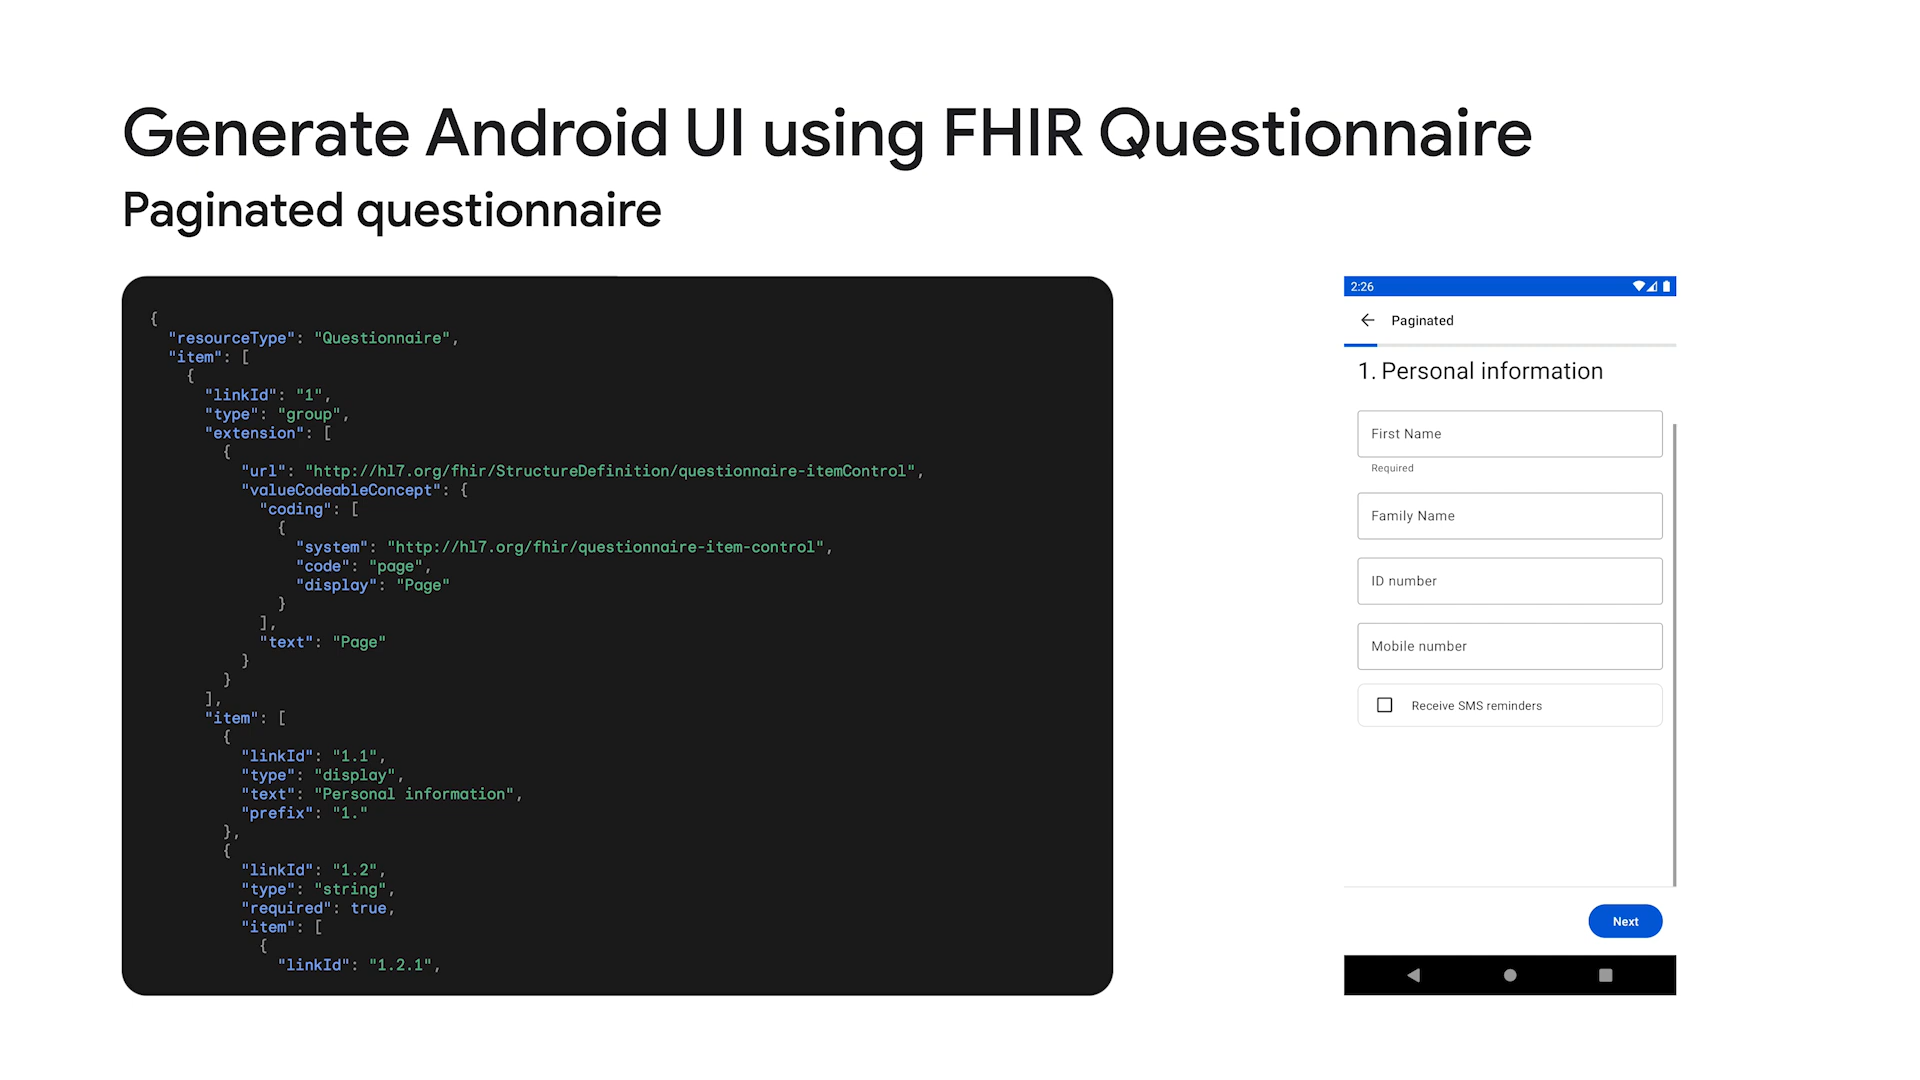 Generate Android UI using FHIR Questionnaire
Paginated questionnaire
{
"resourceType": "Questionnaire",
"item": [
{
"linkId": "1",
"type": "group",
"extension": [
{
"url": "http://hl7.org/fhir/StructureDefinition/questionnaire-itemControl",
"valueCodeableConcept": {
"coding": [
{
"system": "http://hl7.org/fhir/questionnaire-item-control",
"code": "page",
"display": "Page"
}
],
"text": "Page"
}
}
],
"item": [
{
"linkId": "1.1",
"type": "display",
"text": "Personal information",
"prefix": "1."
},
{
"linkId": "1.2",
"type": "string",
"required": true,
"item": [
{
"linkId": "1.2.1",
2:26
Paginated
1. Personal information
First Name
Required
Family Name
ID number
Mobile number
Receive SMS reminders
Next